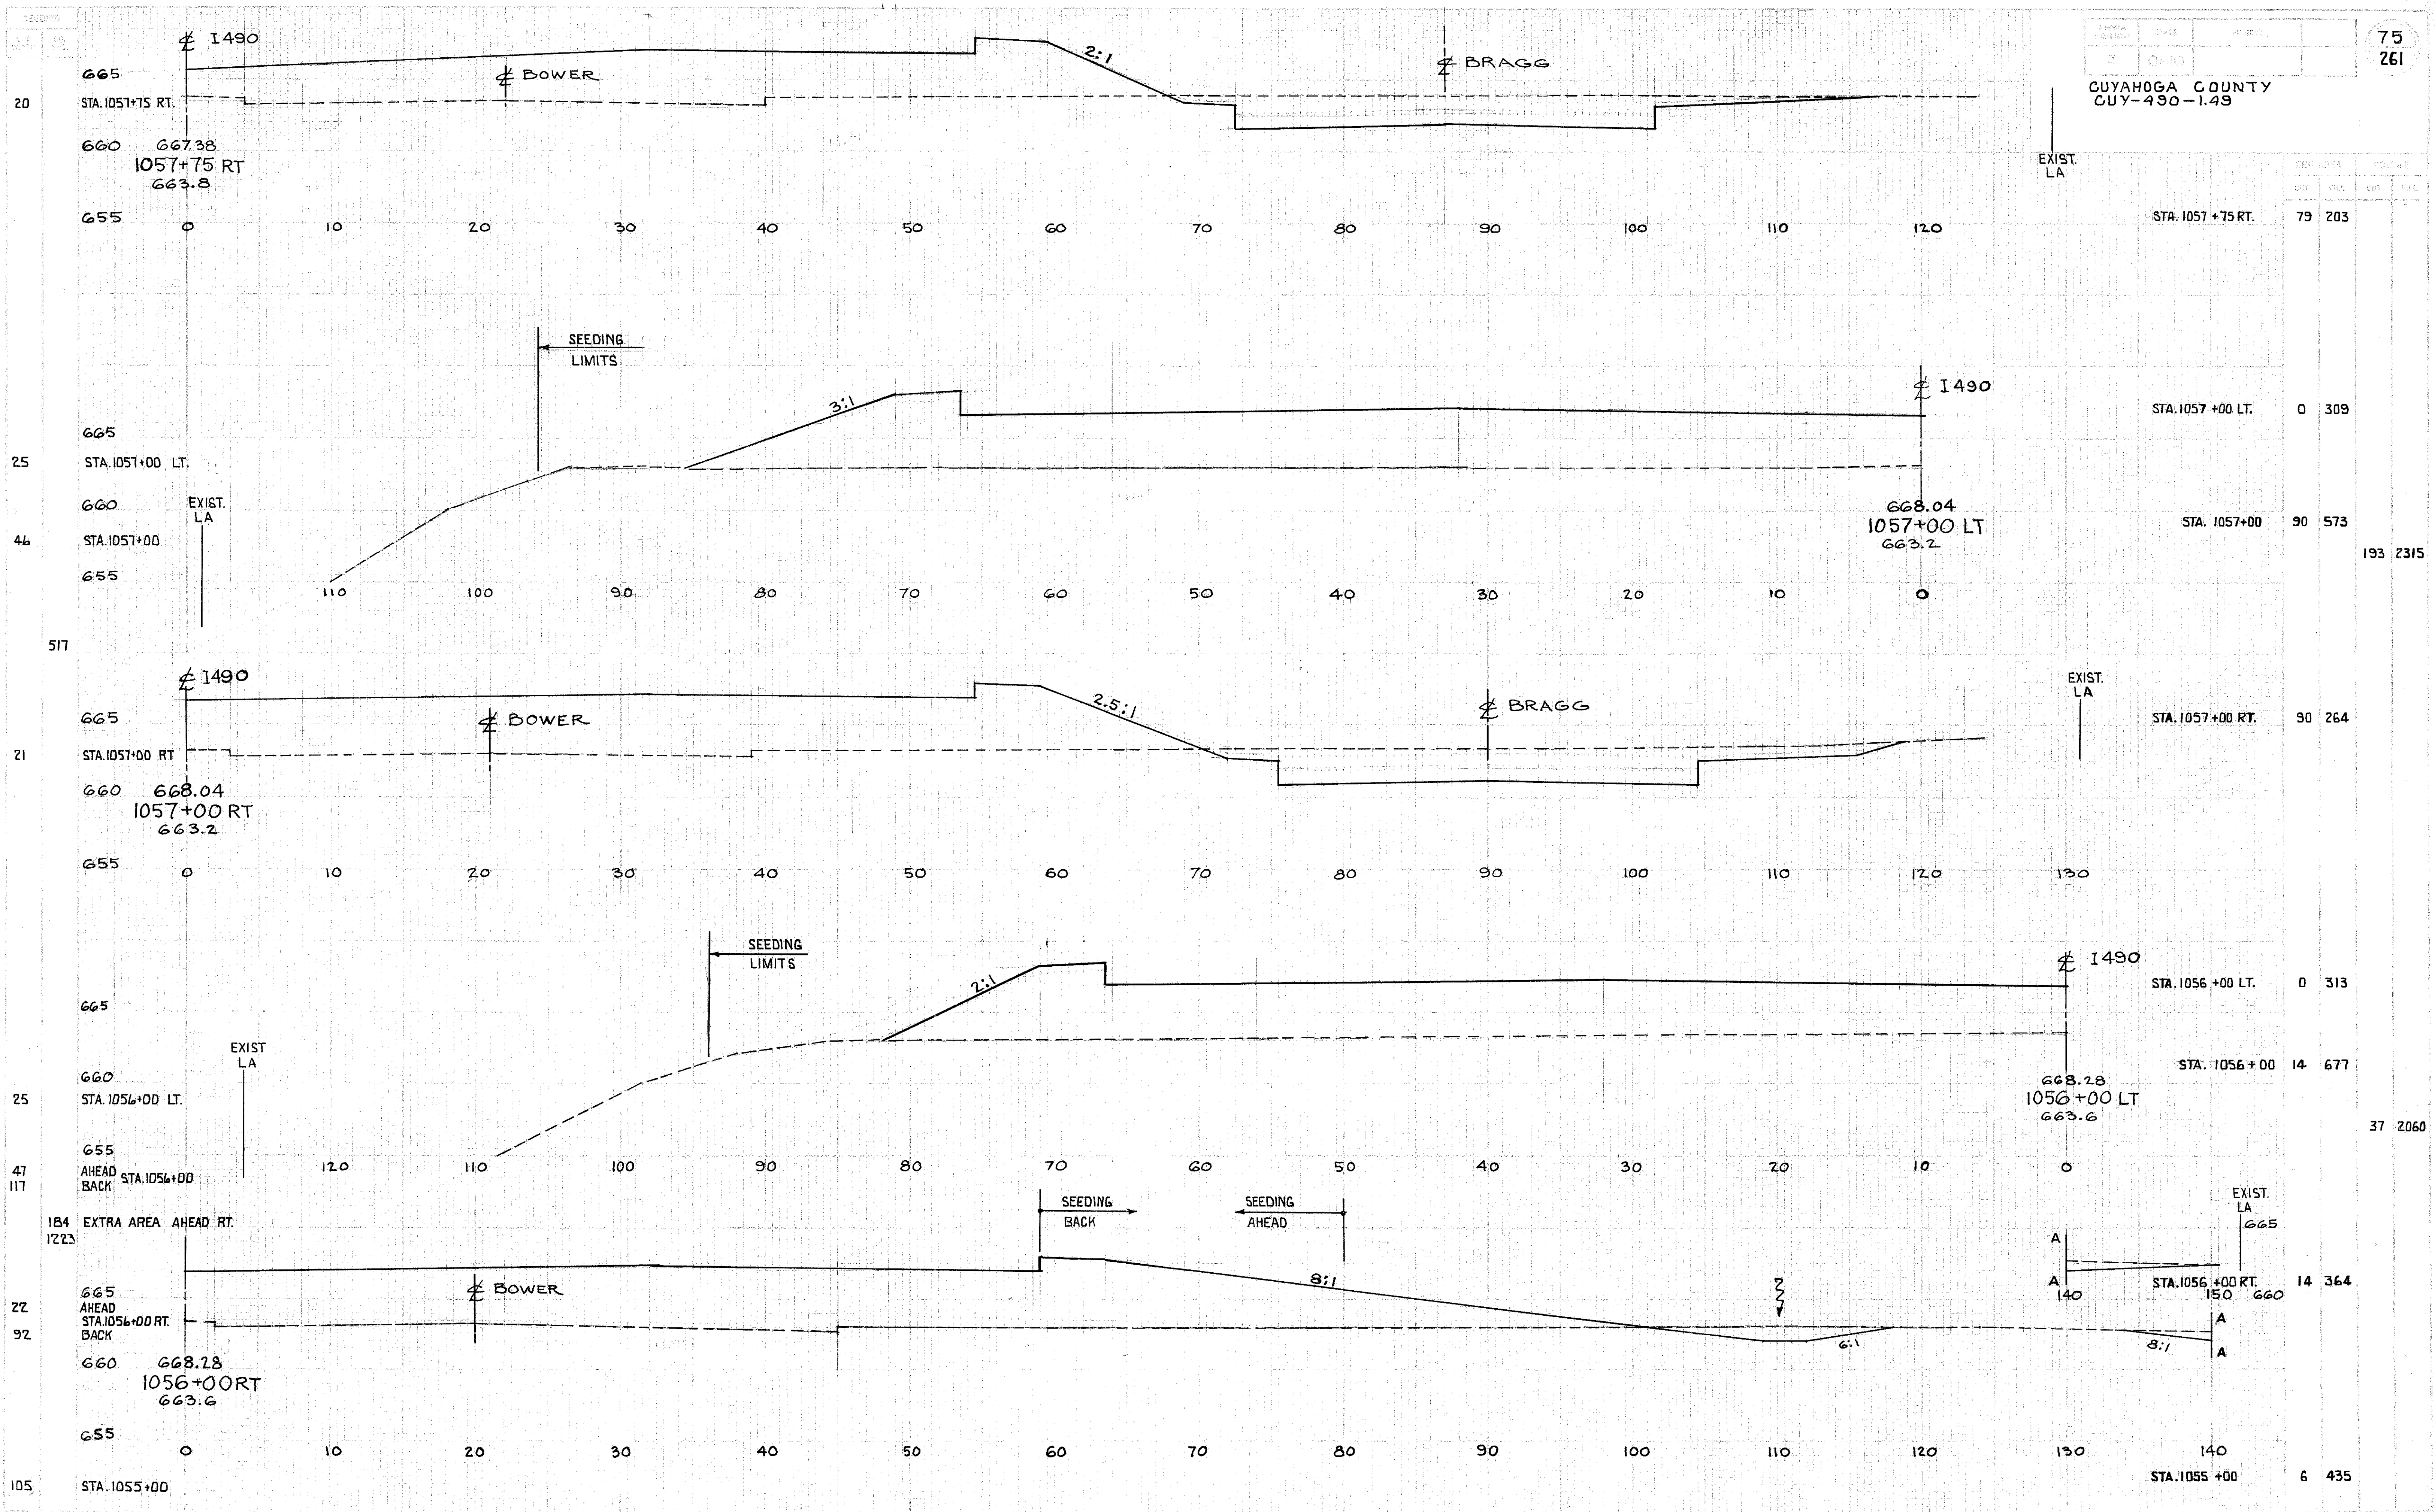 75
261
CUYAHOGA COUNTY
CUY-490-1.49
SEEDING
OHIO
℄ I490
℄ BOWER
2:1
℄ BRAGG
665
20 STA.1057+75 RT.
660 667.38
1057+75 RT
663.8
EXIST.
LA
655
0 10 20 30 40 50 60 70 80 90 100 110 120
STA. 1057+75 RT. 79 203
SEEDING
LIMITS
3:1
℄ I490
665
STA.1057+00 LT. 0 309
25 STA.1057+00 LT.
660
EXIST.
LA
668.04
1057+00 LT
663.2
46 STA.1057+00
STA. 1057+00 90 573
193 2315
655
110 100 90 80 70 60 50 40 30 20 10 0
517
℄ I490
℄ BOWER
2.5:1
℄ BRAGG
EXIST.
LA
665
STA.1057+00 RT. 90 264
21 STA.1057+00 RT
660 668.04
1057+00 RT
663.2
655
0 10 20 30 40 50 60 70 80 90 100 110 120 130
SEEDING
LIMITS
2:1
℄ I490
665
STA.1056+00 LT. 0 313
EXIST
LA
660
25 STA.1056+00 LT.
STA. 1056+00 14 677
668.28
1056+00 LT
663.6
37 2060
655
120 110 100 90 80 70 60 50 40 30 20 10 0
47 AHEAD
117 BACK STA.1056+00
SEEDING
BACK
SEEDING
AHEAD
184 EXTRA AREA AHEAD RT.
1223
EXIST.
LA
665
A
A
140 150 660
STA.1056+00 RT. 14 364
℄ BOWER
8:1
6:1
8:1
A
A
665
22 AHEAD
STA.1056+00 RT.
92 BACK
660 668.28
1056+00RT
663.6
655
0 10 20 30 40 50 60 70 80 90 100 110 120 130 140
105 STA.1055+00
STA.1055+00 6 435